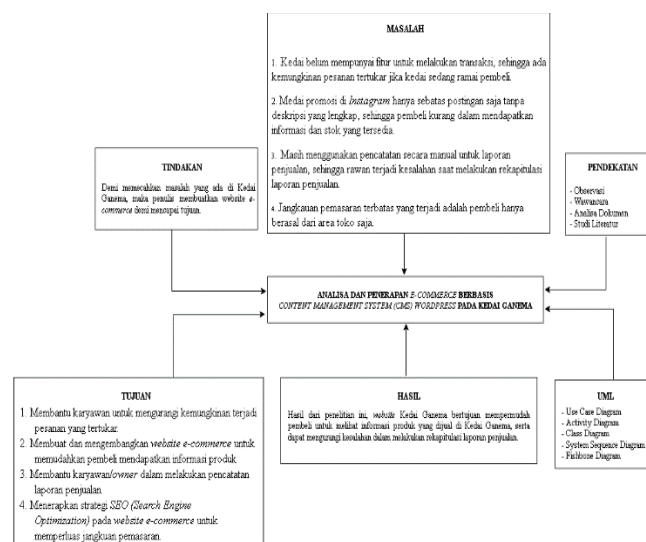 MASALAH
1. Kedai belum mempunyai fitur untuk melakukan transaksi, sehingga ada
kemungkinan pesanan tertukar jika kedai sedang ramai pembeli.
2. Medai promosi di Instagram hanya sebatas postingan saja tanpa
deskripsi yang lengkap, sehingga pembeli kurang dalam mendapatkan
informasi dan stok yang tersedia.
3. Masih menggunakan pencatatan secara manual untuk laporan
penjualan, sehingga rawan terjadi kesalahan saat melakukan rekapitulasi
laporan penjualan.
4. Jangkauan pemasaran terbatas yang terjadi adalah pembeli hanya
berasal dari area toko saja.
TINDAKAN
Demi memecahkan masalah yang ada di Kedai
Ganema, maka penulis membuatkan website e-
commerce demi mencapai tujuan.
PENDEKATAN
- Observasi
- Wawancara
- Analisa Dokumen
- Studi Literatur
ANALISA DAN PENERAPAN E-COMMERCE BERBASIS
CONTENT MANAGEMENT SYSTEM (CMS) WORDPRESS PADA KEDAI GANEMA
TUJUAN
1. Membantu karyawan untuk mengurangi kemungkinan terjadi
pesanan yang tertukar.
2. Membuat dan mengembangkan website e-commerce untuk
memudahkan pembeli mendapatkan informasi produk
3. Membantu karyawan/owner dalam melakukan pencatatan
laporan penjualan.
4. Menerapkan strategi SEO (Search Engine
Optimization) pada website e-commerce untuk
memperluas jangkuan pemasaran.
HASIL
Hasil dari penelitian ini, website Kedai Ganema bertujuan mempermudah
pembeli untuk melihat informasi produk yang dijual di Kedai Ganema, serta
dapat mengurangi kesalahan dalam melakukan rekapitulasi laporan penjualan.
UML
- Use Case Diagram
- Activity Diagram
- Class Diagram
- System Sequence Diagram
- Fishbone Diagram